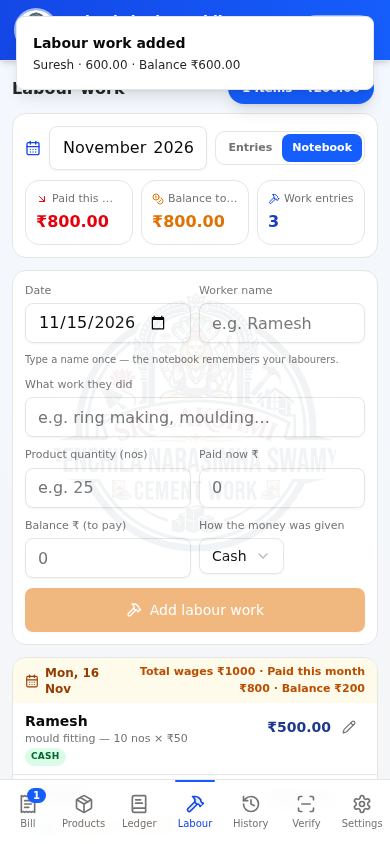 Labour work added
Suresh · 600.00 · Balance ₹600.00
Labour work
November 2026
Entries
Notebook
Paid this ...
₹800.00
Balance to...
₹800.00
Work entries
3
Date
Worker name
11/15/2026
e.g. Ramesh
Type a name once — the notebook remembers your labourers.
What work they did
e.g. ring making, moulding...
Product quantity (nos)
Paid now ₹
e.g. 25
0
Balance ₹ (to pay)
How the money was given
0
Cash
Add labour work
Mon, 16 Nov
Total wages ₹1000 · Paid this month
₹800 · Balance ₹200
Ramesh
mould fitting — 10 nos × ₹50
₹500.00
CASH
1
Bill
Products
Ledger
Labour
History
Verify
Settings